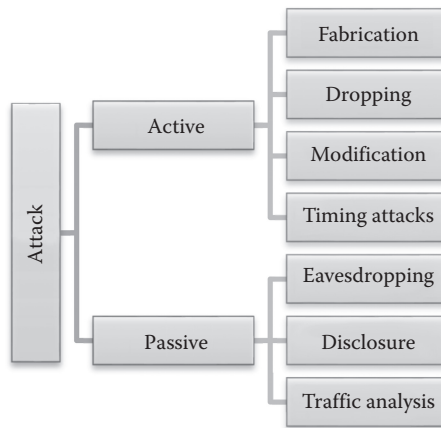 Attack
Active
Fabrication
Dropping
Modification
Timing attacks
Passive
Eavesdropping
Disclosure
Traffic analysis